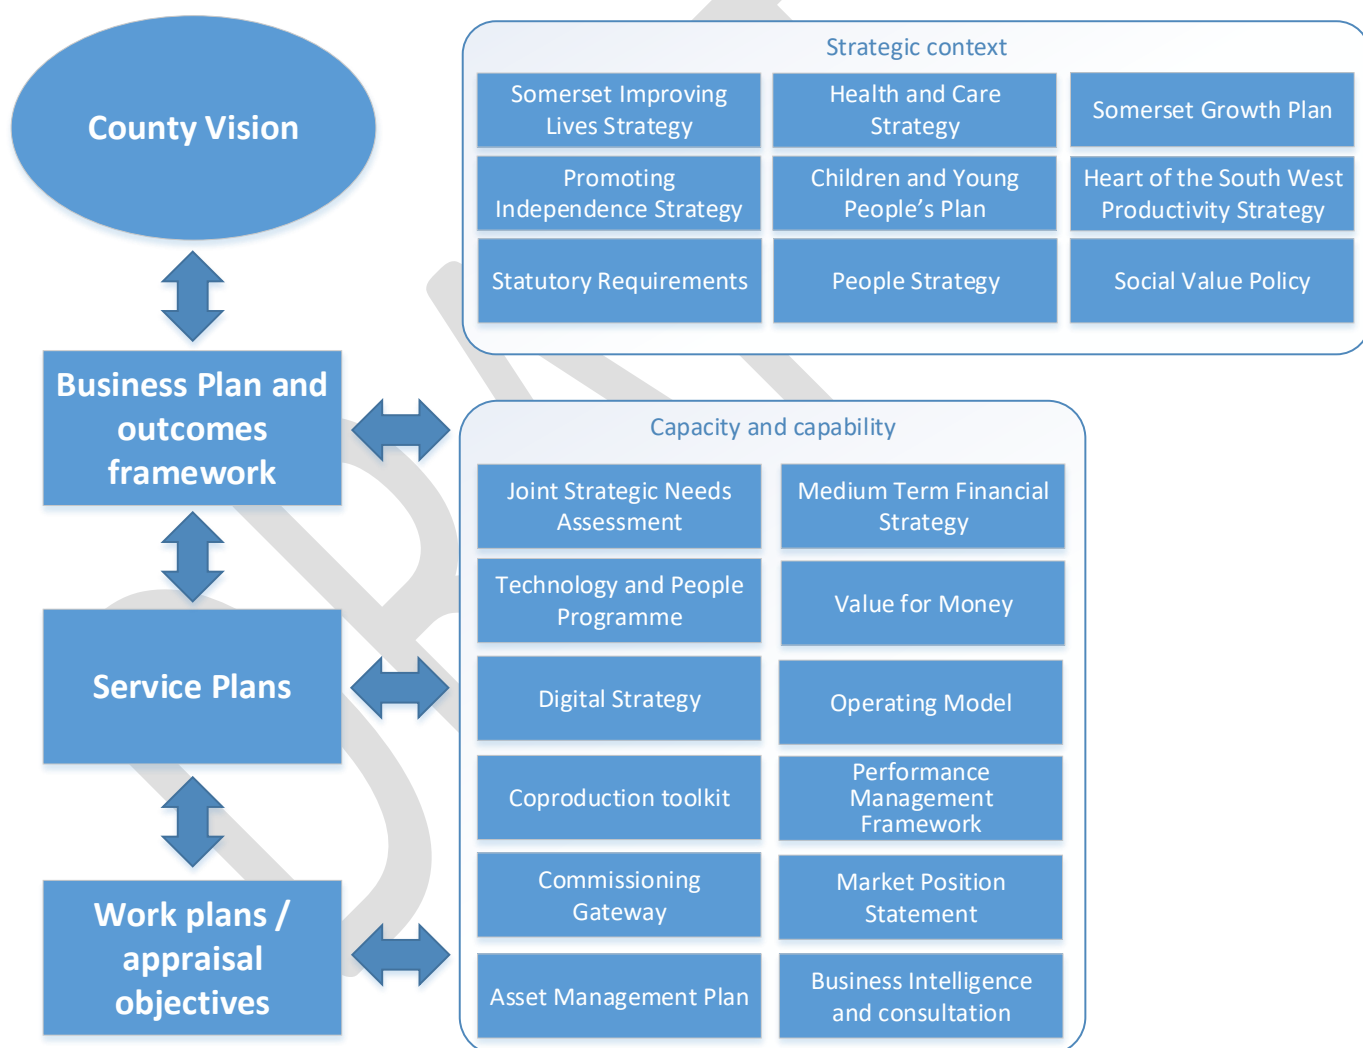 County Vision
Business Plan and
outcomes
framework
Service Plans
Work plans /
appraisal
objectives
Strategic context
Somerset Improving
Lives Strategy
Health and Care
Strategy
Somerset Growth Plan
Promoting
Independence Strategy
Children and Young
People’s Plan
Heart of the South West
Productivity Strategy
Statutory Requirements
People Strategy
Social Value Policy
Capacity and capability
Joint Strategic Needs
Assessment
Medium Term Financial
Strategy
Technology and People
Programme
Value for Money
Digital Strategy
Operating Model
Coproduction toolkit
Performance
Management
Framework
Commissioning
Gateway
Market Position
Statement
Asset Management Plan
Business Intelligence
and consultation